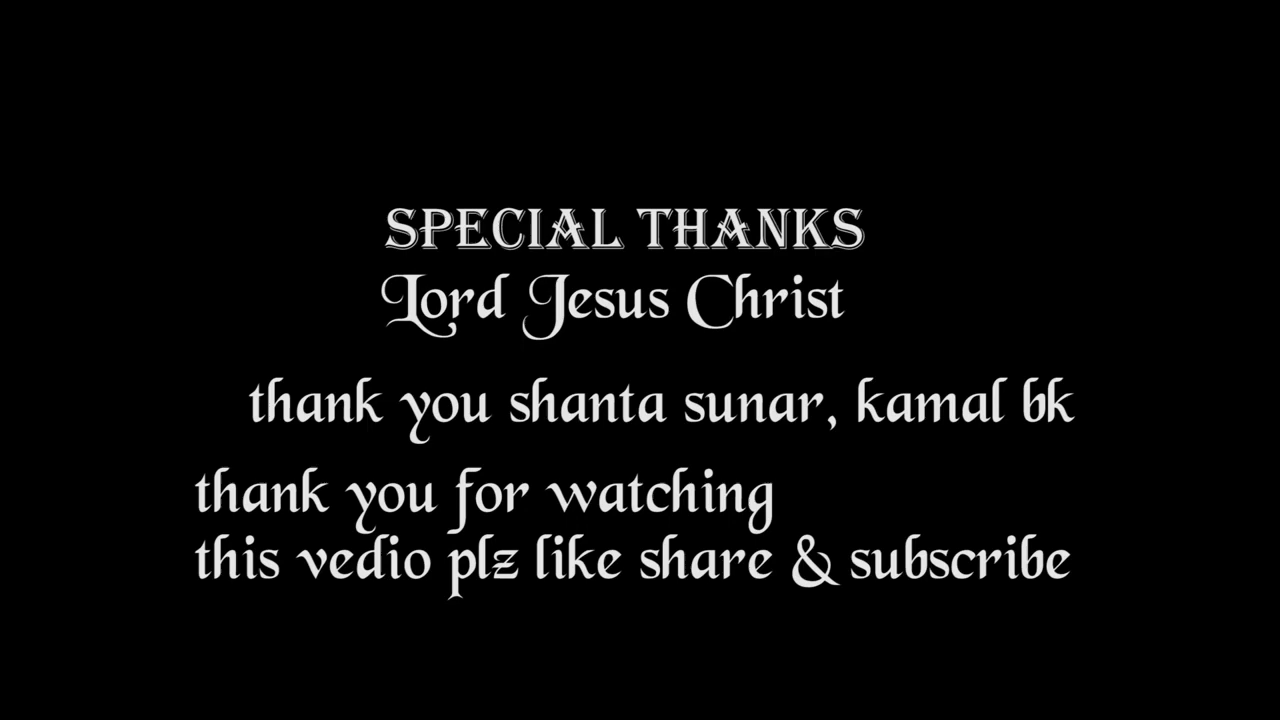 SPECIAL THANKS
Lord Jesus Christ
thank you shanta sunar, kamal bk
thank you for watching
this vedio plz like share & subscribe